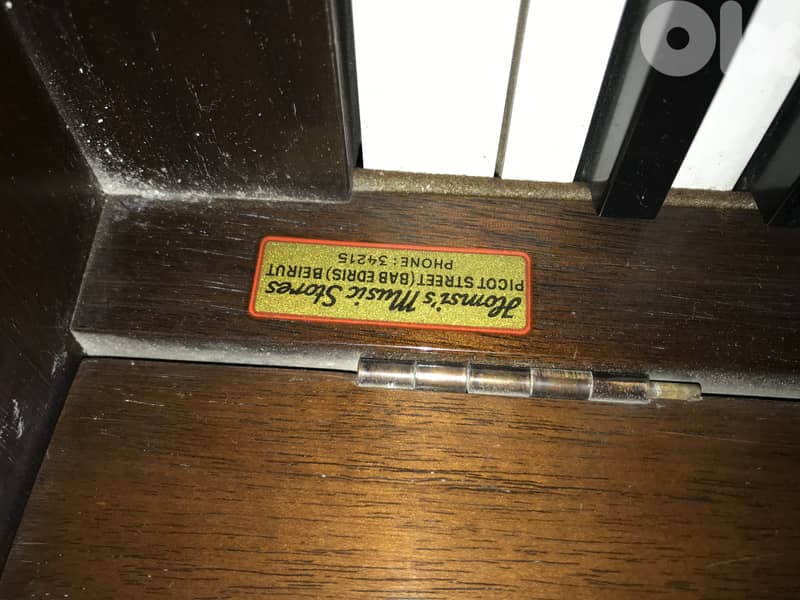 Homsi's Music Stores
PICOT STREET (BAB EDRIS) BEIRUT
PHONE: 34215